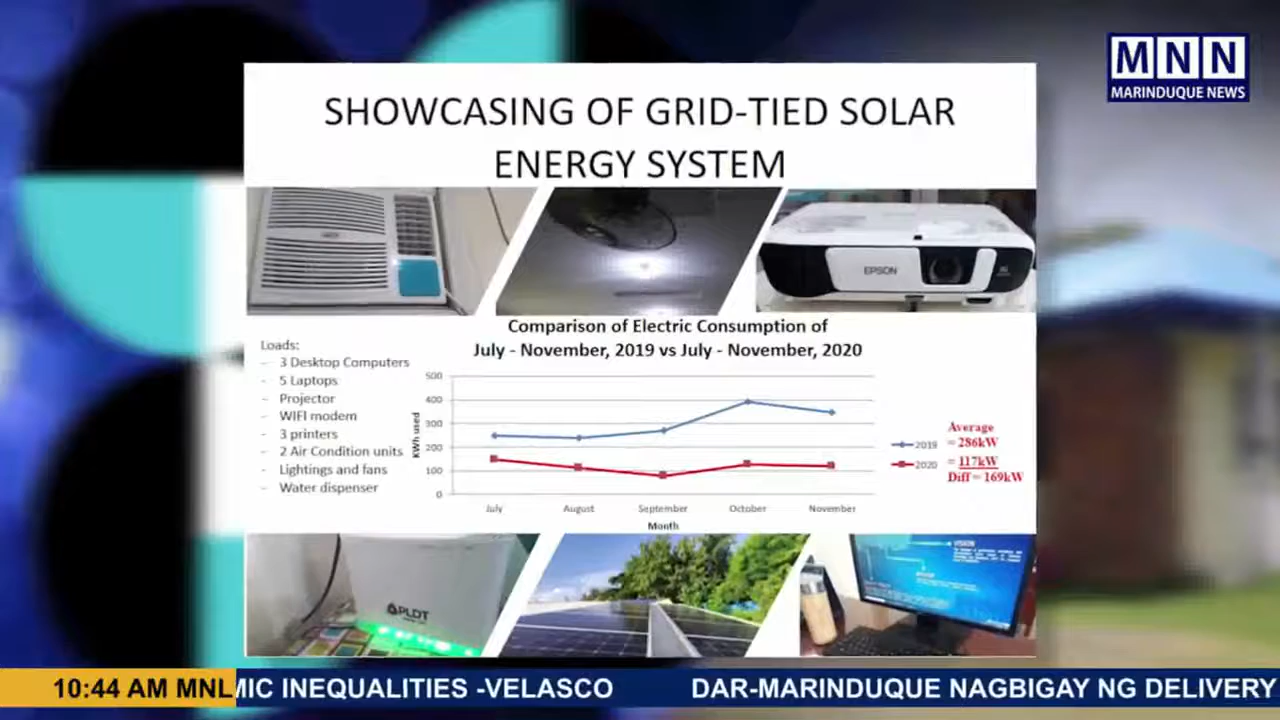 MNN
MARINDUQUE NEWS
SHOWCASING OF GRID-TIED SOLAR
ENERGY SYSTEM
EPSON
Loads:
- 3 Desktop Computers
- 5 Laptops
- Projector
- WIFI modem
- 3 printers
- 2 Air Condition units
- Lightings and fans
- Water dispenser
Comparison of Electric Consumption of
July - November, 2019 vs July - November, 2020
KWh used
500
400
300
200
100
0
July August September October November
Month
2019
2020
Average
= 286kW
= 117kW
Diff = 169kW
PLDT
VISION
10:44 AM MNL
MIC INEQUALITIES -VELASCO DAR-MARINDUQUE NAGBIGAY NG DELIVERY